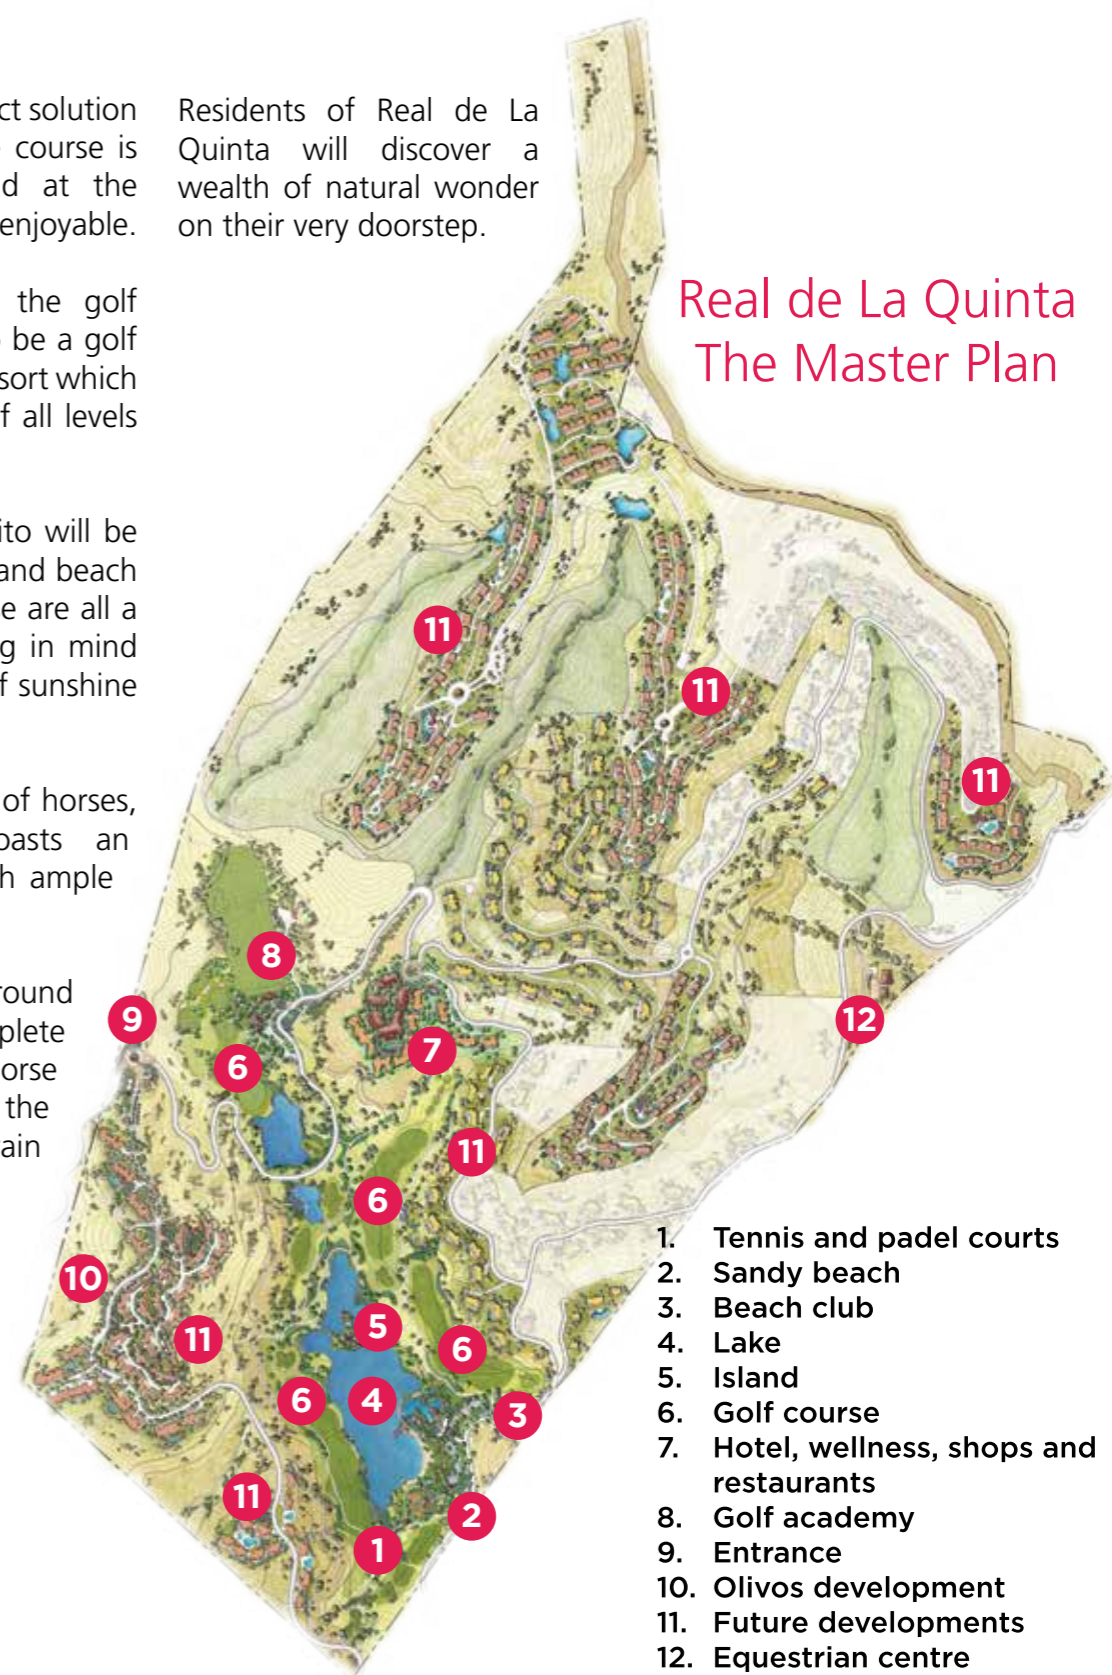 ct solution
course is
d at the
enjoyable.
the golf
be a golf
sort which
f all levels
ito will be
and beach
e are all a
g in mind
f sunshine
of horses,
oasts an
h ample
round
plete
orse
the
rain
Residents of Real de La
Quinta will discover a
wealth of natural wonder
on their very doorstep.
Real de La Quinta
The Master Plan
11
11
11
8
9
12
7
6
11
6
10
5
11
6
6
4
3
11
2
1
1. Tennis and padel courts
2. Sandy beach
3. Beach club
4. Lake
5. Island
6. Golf course
7. Hotel, wellness, shops and
restaurants
8. Golf academy
9. Entrance
10. Olivos development
11. Future developments
12. Equestrian centre